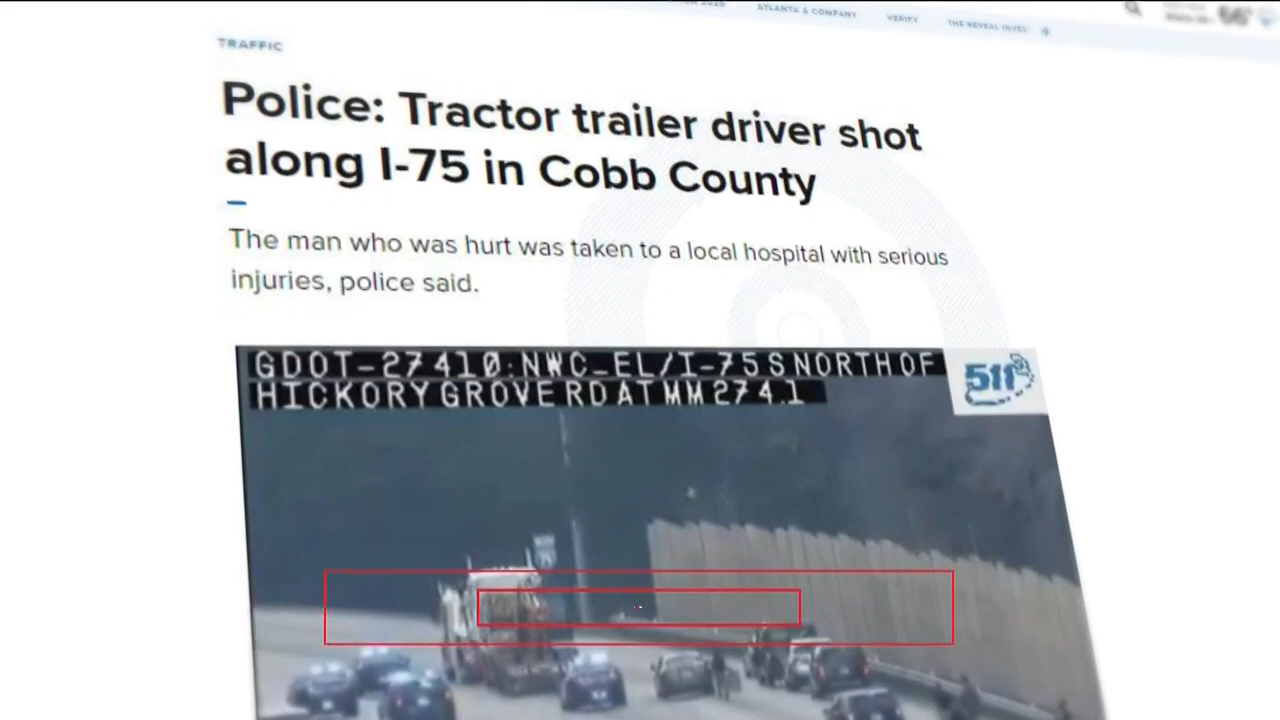 ATLANTA & COMPANY VERIFY THE REVEAL INVES
TRAFFIC
Police: Tractor trailer driver shot
along I-75 in Cobb County
The man who was hurt was taken to a local hospital with serious
injuries, police said.
GDOT-27410:NWC_EL/I-75 S NORTH OF
HICKORY GROVE RD AT MM 274.1
511